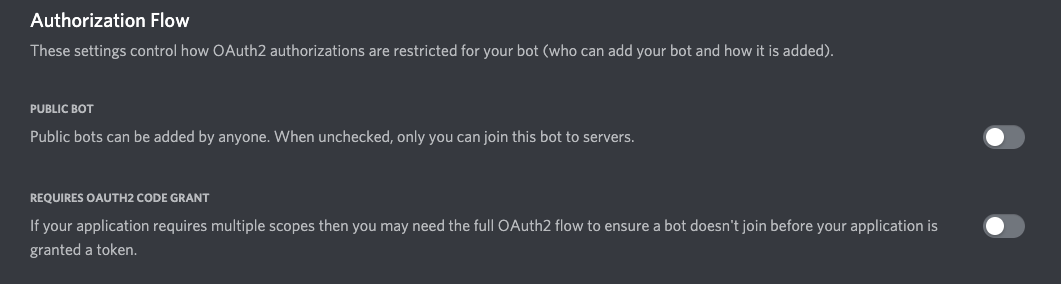 Authorization Flow
These settings control how OAuth2 authorizations are restricted for your bot (who can add your bot and how it is added).
PUBLIC BOT
Public bots can be added by anyone. When unchecked, only you can join this bot to servers.
REQUIRES OAUTH2 CODE GRANT
If your application requires multiple scopes then you may need the full OAuth2 flow to ensure a bot doesn't join before your application is
granted a token.